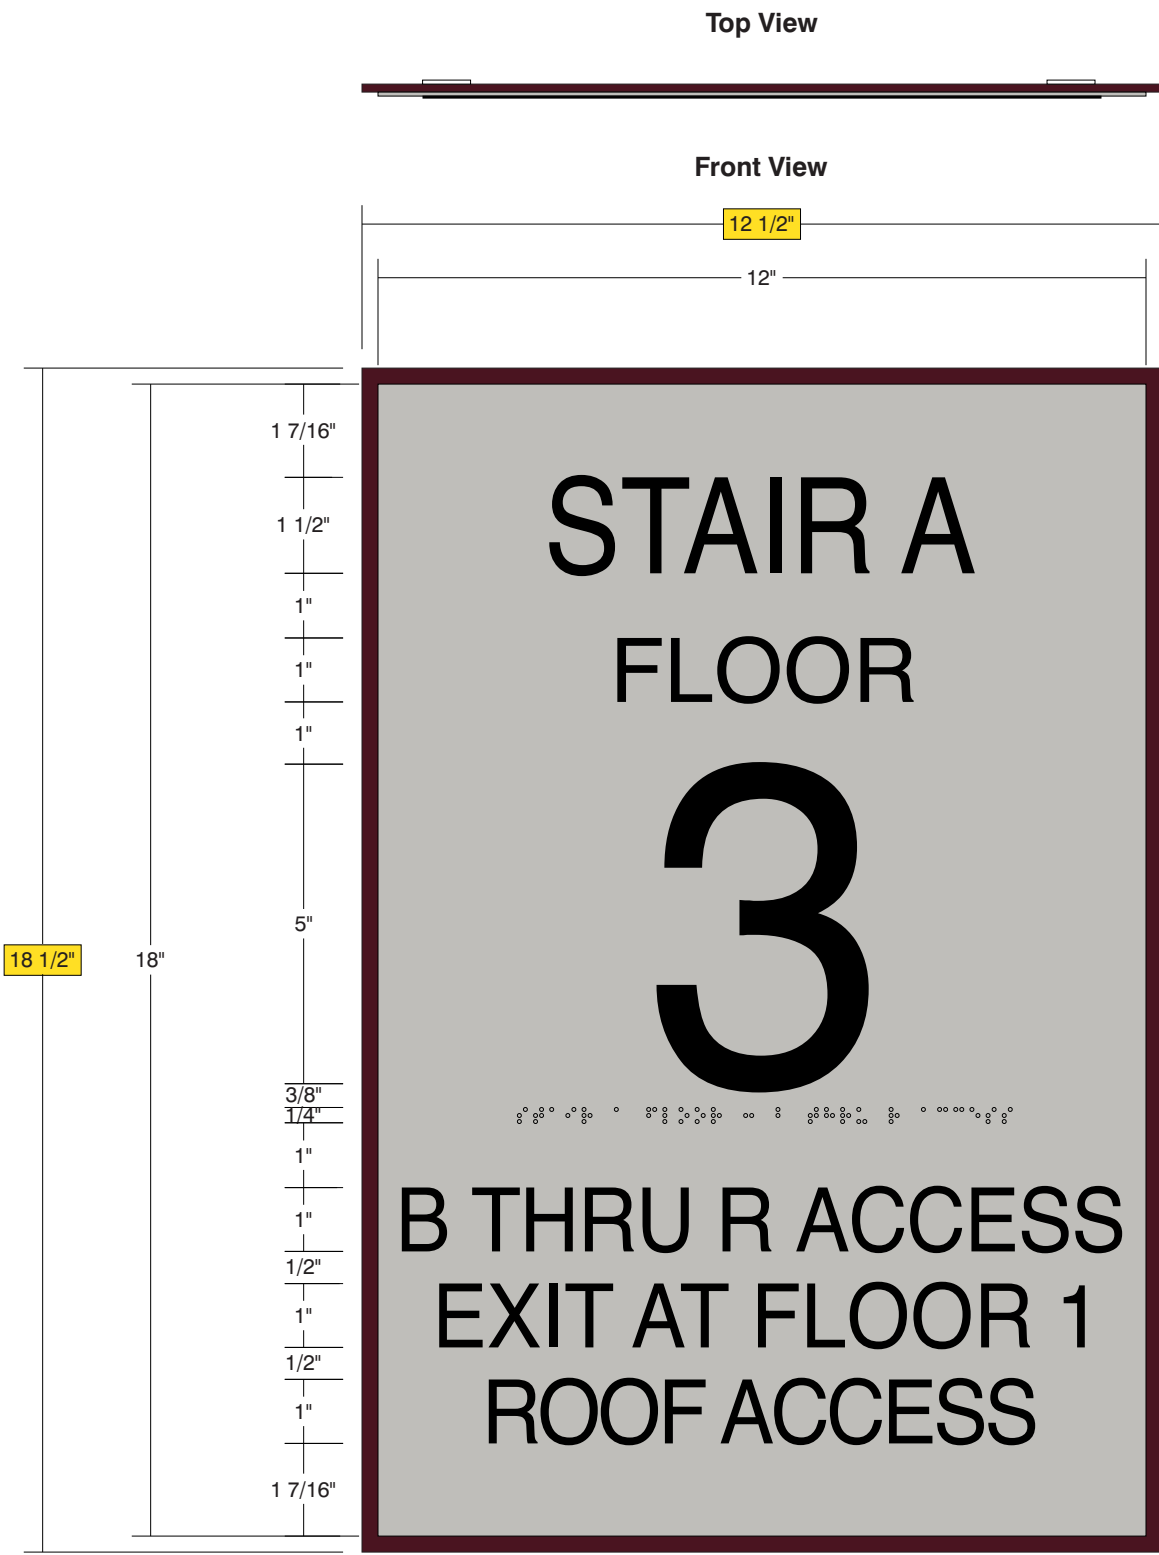 Top View
Front View
12 1/2"
12"
1 7/16"
1 1/2"
1"
1"
1"
5"
3/8"
1/4"
1"
1"
1/2"
1"
1/2"
1"
1 7/16"
18 1/2"
18"
STAIR A
FLOOR
3
B THRU R ACCESS
EXIT AT FLOOR 1
ROOF ACCESS